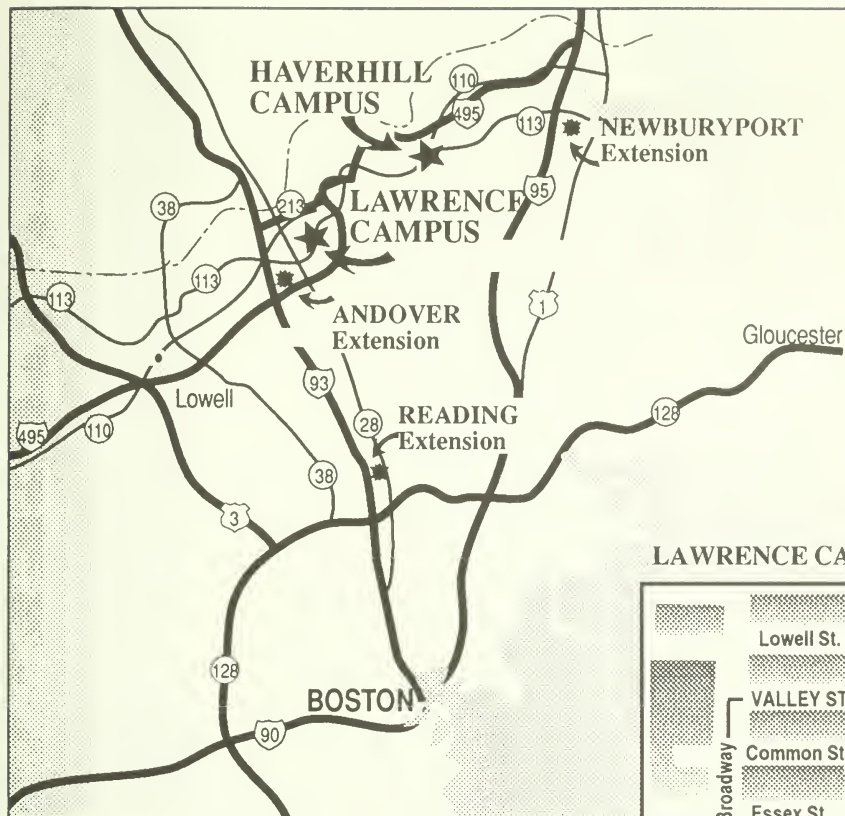 HAVERHILL
CAMPUS
110
495
113
NEWBURYPORT
Extension
95
38
213
LAWRENCE
CAMPUS
113
113
1
ANDOVER
Extension
Gloucester
93
Lowell
28
READING
Extension
128
495
110
38
3
LAWRENCE CA
Lowell St.
128
BOSTON
VALLEY ST
90
Broadway
Common St
Essex St.